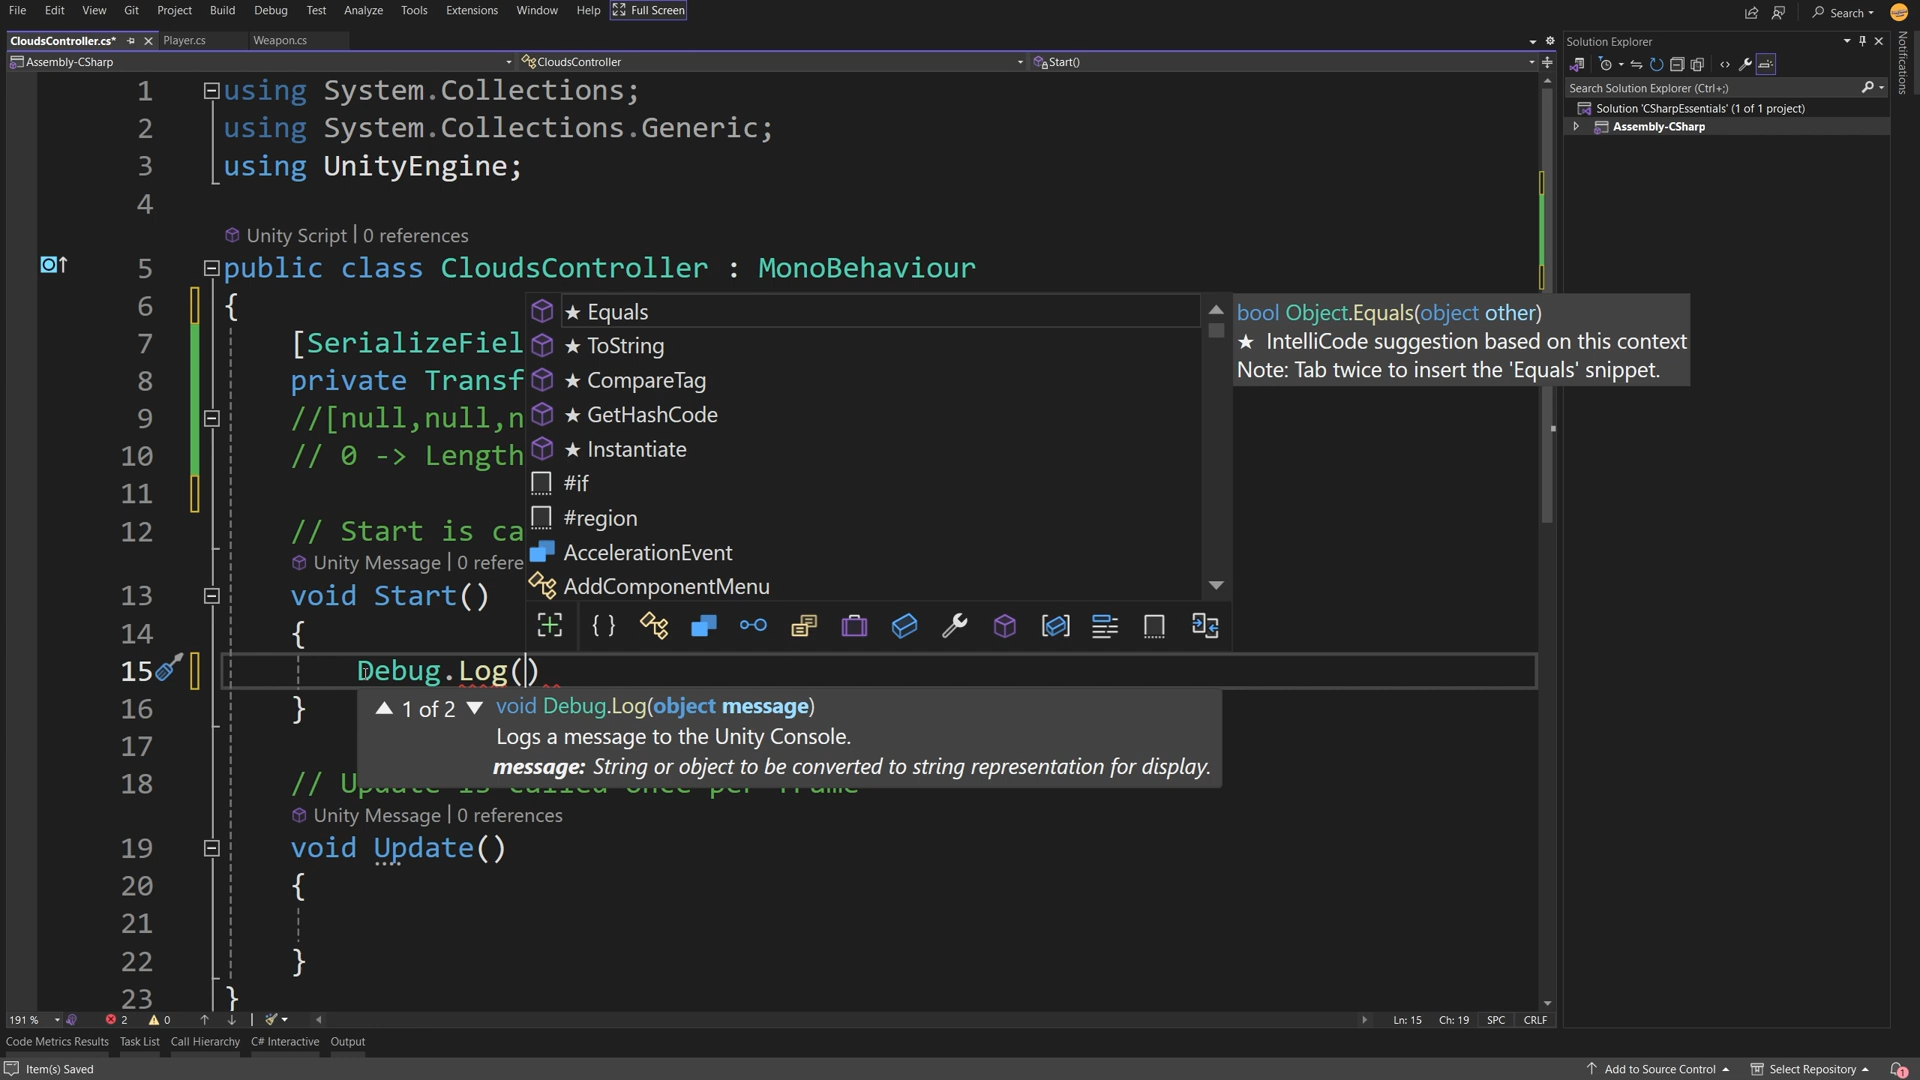 File Edit View Git Project Build Debug Test Analyze Tools Extensions Window Help Full Screen Search
CloudsController.cs* Player.cs Weapon.cs
Assembly-CSharp CloudsController Start()
1 using System.Collections;
2 using System.Collections.Generic;
3 using UnityEngine;
4
Unity Script | 0 references
5 public class CloudsController : MonoBehaviour
6 {
7 [SerializeFiel
8 private Transf
9 //[null,null,n
10 // 0 -> Length
11
12 // Start is ca
Unity Message | 0 refere
13 void Start()
14 {
15 Debug.Log()
16 }
17
18
Unity Message | 0 references
19 void Update()
20 {
21
22 }
23 }
★ Equals
★ ToString
★ CompareTag
★ GetHashCode
★ Instantiate
#if
#region
AccelerationEvent
AddComponentMenu
bool Object.Equals(object other)
★ IntelliCode suggestion based on this context
Note: Tab twice to insert the 'Equals' snippet.
1 of 2 void Debug.Log(object message)
Logs a message to the Unity Console.
message: String or object to be converted to string representation for display.
Solution Explorer
Search Solution Explorer (Ctrl+;)
Solution 'CSharpEssentials' (1 of 1 project)
Assembly-CSharp
Notifications
191 % 2 0 Ln: 15 Ch: 19 SPC CRLF
Code Metrics Results Task List Call Hierarchy C# Interactive Output
Item(s) Saved Add to Source Control Select Repository 1